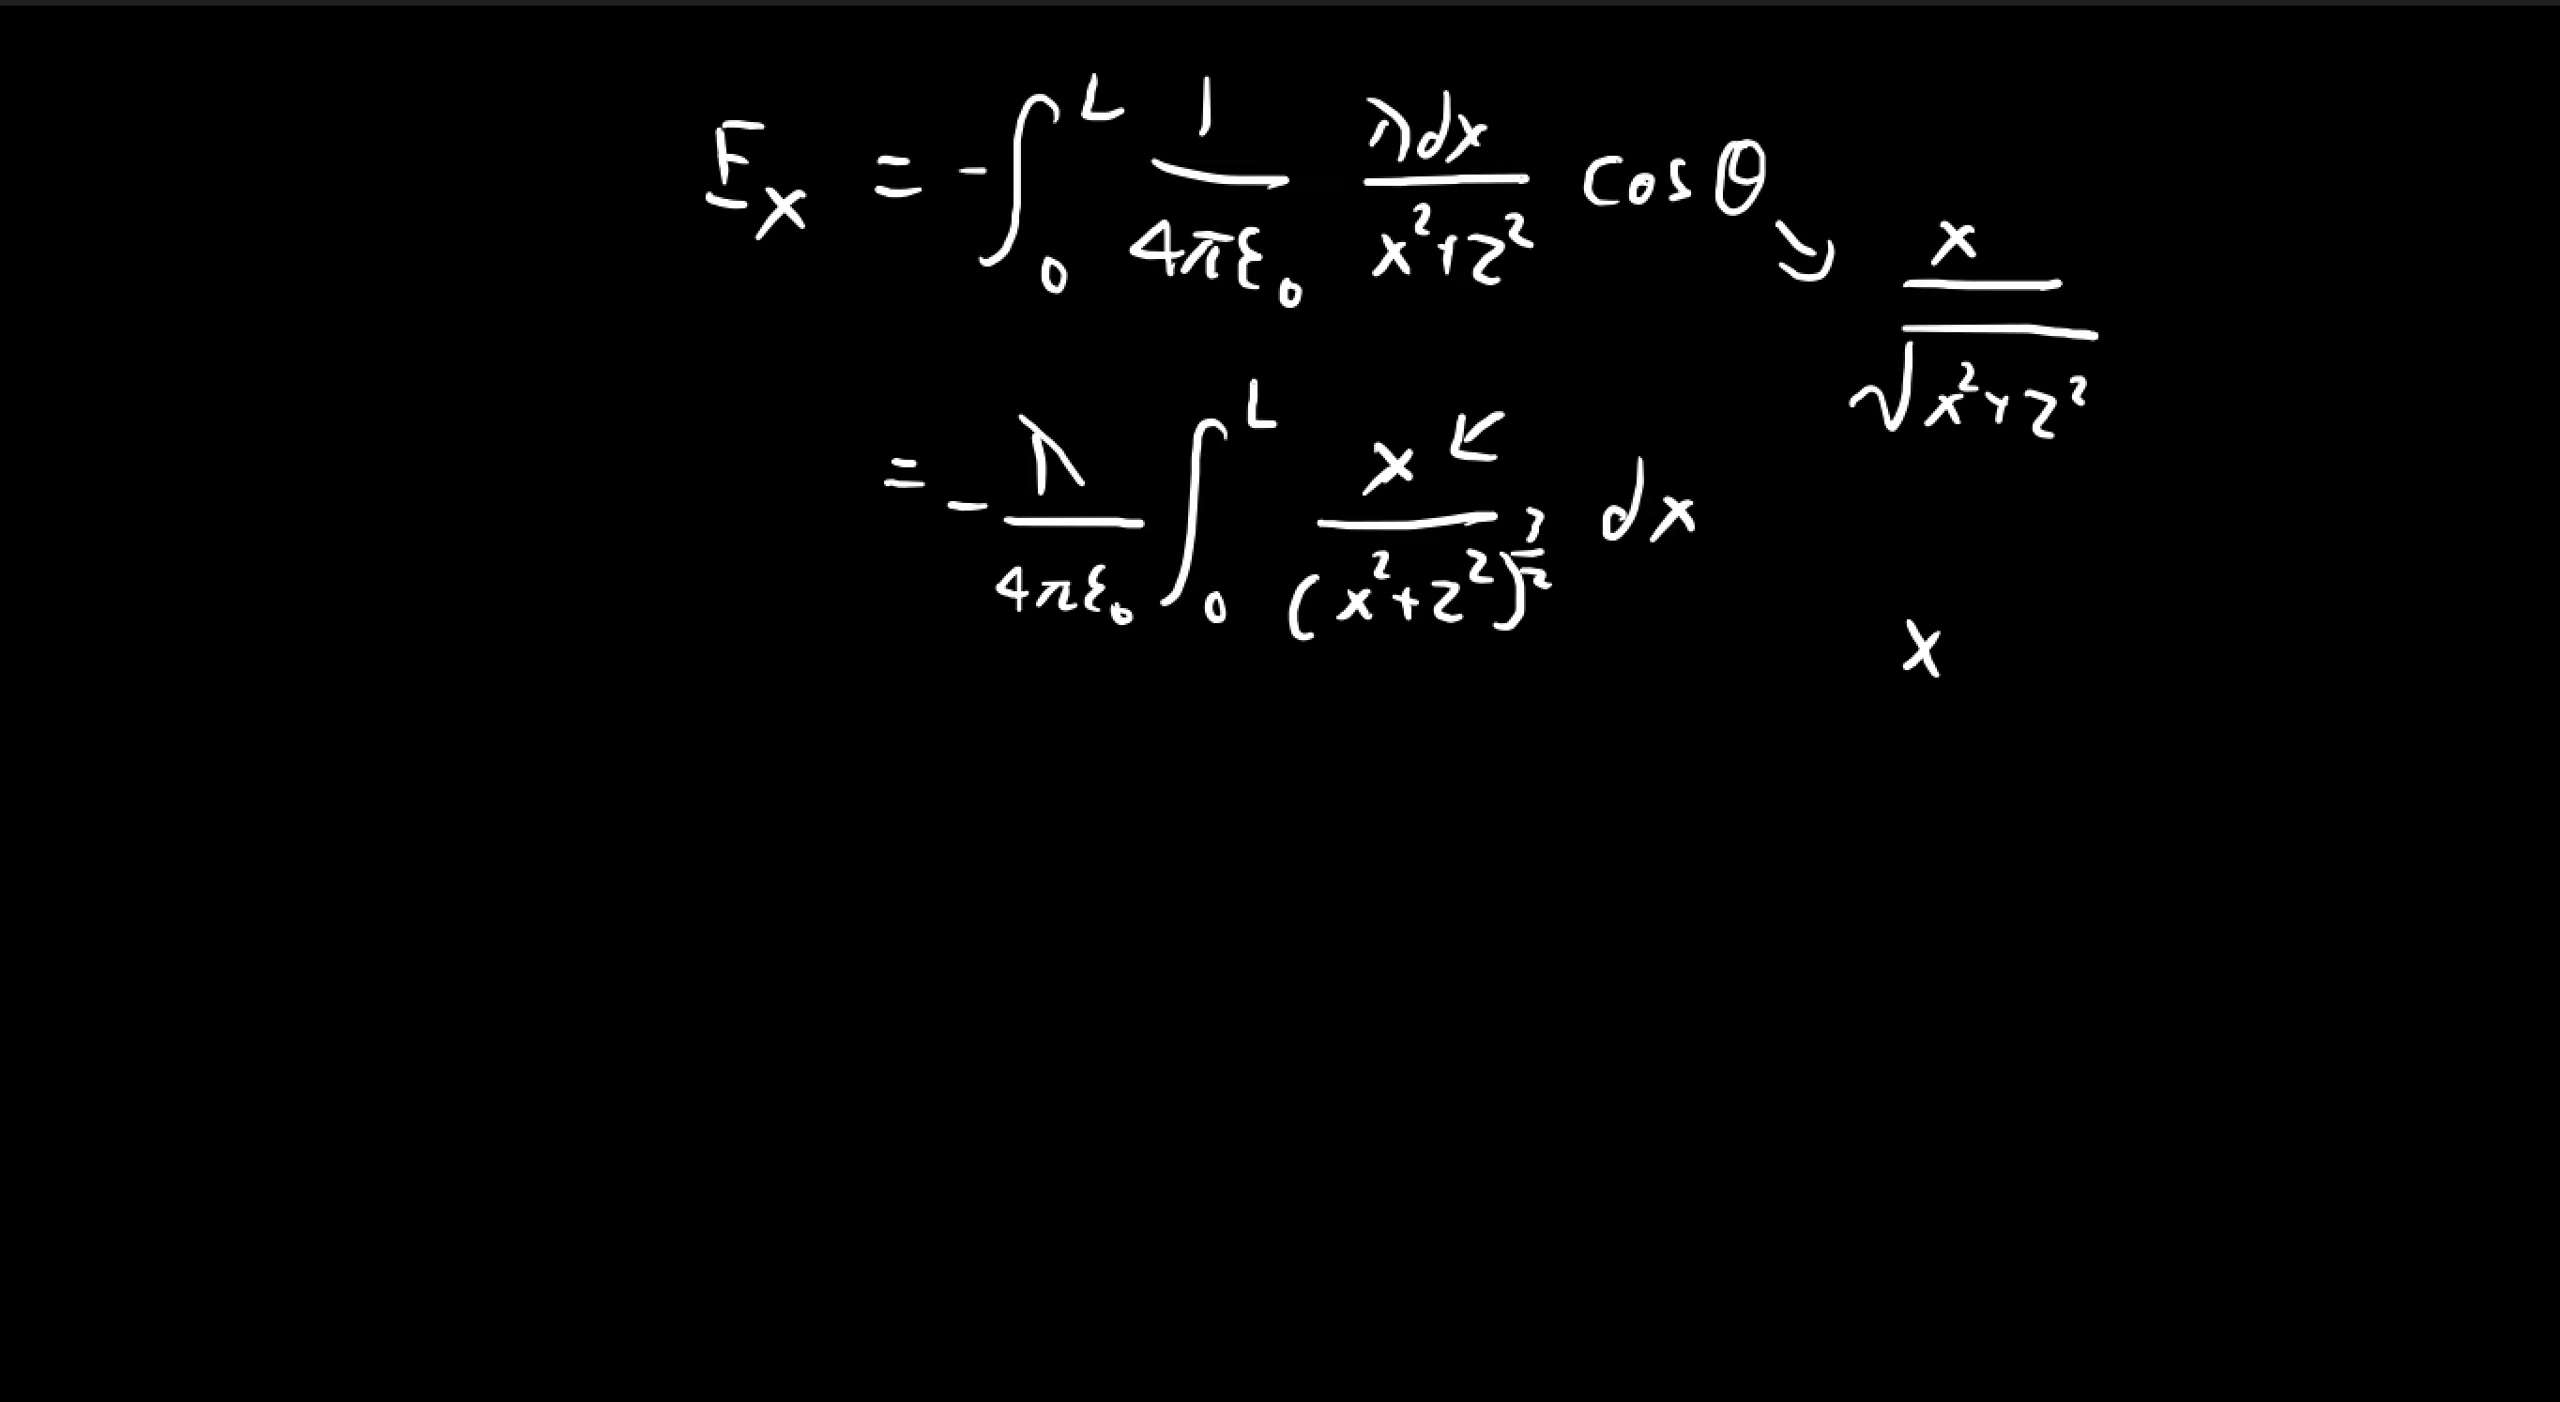 E_x = -∫_0^L 1/(4πε_0) λdx/(x²+z²) cosθ ↘ x/√(x²+z²)
= -λ/(4πε_0) ∫_0^L x/(x²+z²)^(3/2) dx
x